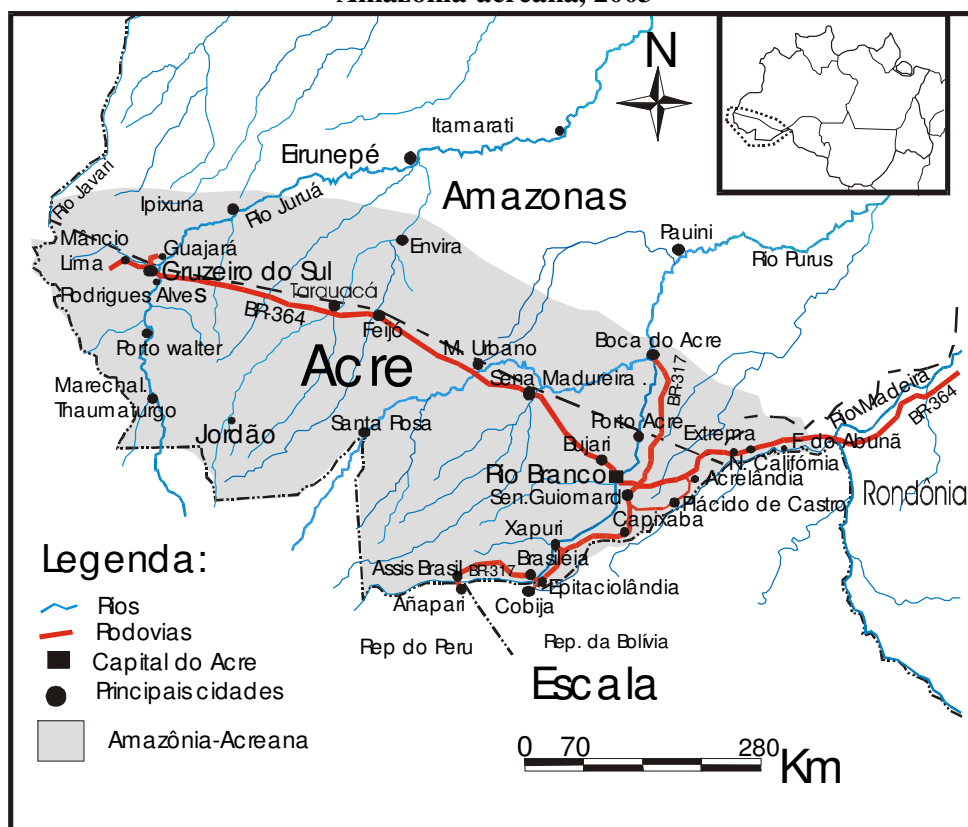 Amazônia-acreana, 2005
N
Itamarati
Eirunepé
Amazonas
Rio Javari
Ipixuna
Rio Juruá
Envira
Pauini
Rio Purus
Mâncio
Lima
Guajará
Gruzeiro do Sul
Rodrigues Alves
Tarauacá
BR-364
Feijó
Porto walter
Acre
M. Urbano
Boca do Acre
BR-317
Sena Madureira
Marechal.
Thaumaturgo
Jordão
Santa Rosa
Porto Acre
Extrema
Rio Madeira
BR-364
Bujari
F. do Abunã
N. Califórnia
Rio Branco
Acrelândia
Sen.Guiomard
Plácido de Castro
Rondônia
Capixaba
Xapuri
Legenda:
Assis Brasil
BR-317
Brasileia
Epitaciolândia
Añapari
Cobija
Rios
Rodovias
Capital do Acre
Principais cidades
Amazônia-Acreana
Rep do Peru
Rep. da Bolívia
Escala
0 70 280 Km